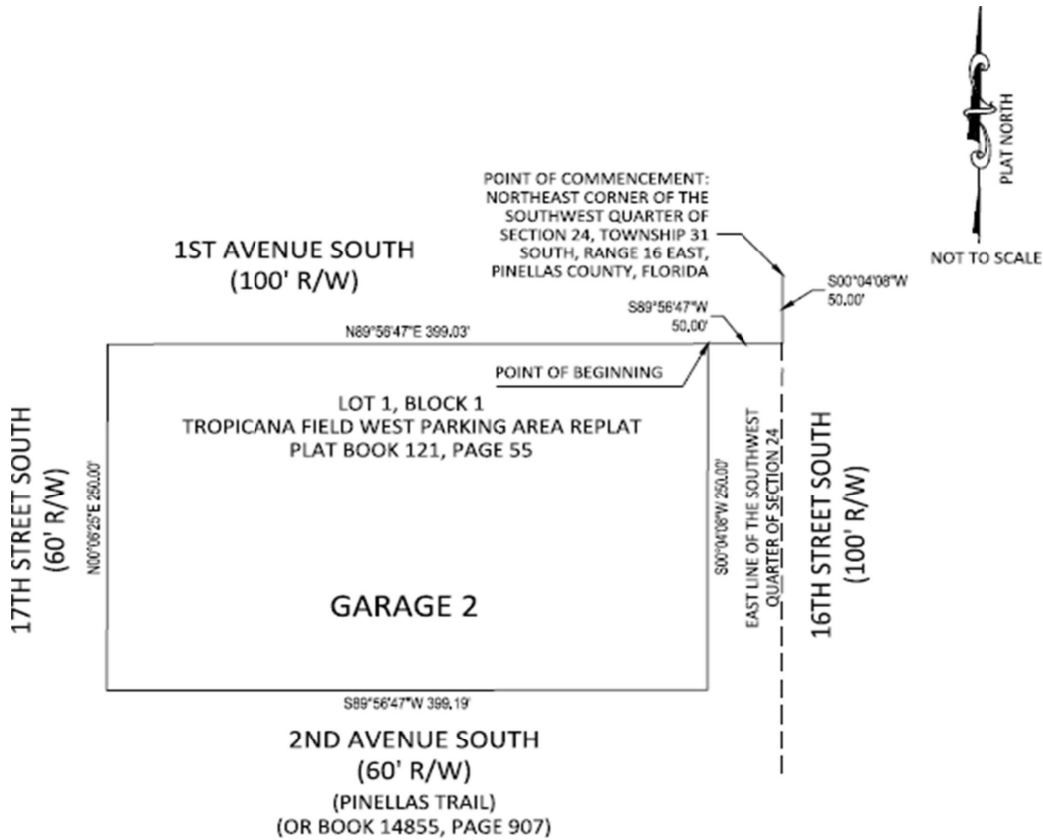 PLAT NORTH
NOT TO SCALE
POINT OF COMMENCEMENT:
NORTHEAST CORNER OF THE
SOUTHWEST QUARTER OF
SECTION 24, TOWNSHIP 31
SOUTH, RANGE 16 EAST,
PINELLAS COUNTY, FLORIDA
1ST AVENUE SOUTH
(100' R/W)
S00°04'08"W
50.00'
S89°56'47"W
50.00'
N89°56'47"E 399.03'
POINT OF BEGINNING
LOT 1, BLOCK 1
TROPICANA FIELD WEST PARKING AREA REPLAT
PLAT BOOK 121, PAGE 55
17TH STREET SOUTH
(60' R/W)
N00°06'25"E 250.00'
S00°04'08"W 250.00'
EAST LINE OF THE SOUTHWEST
QUARTER OF SECTION 24
16TH STREET SOUTH
(100' R/W)
GARAGE 2
S89°56'47"W 399.19'
2ND AVENUE SOUTH
(60' R/W)
(PINELLAS TRAIL)
(OR BOOK 14855, PAGE 907)